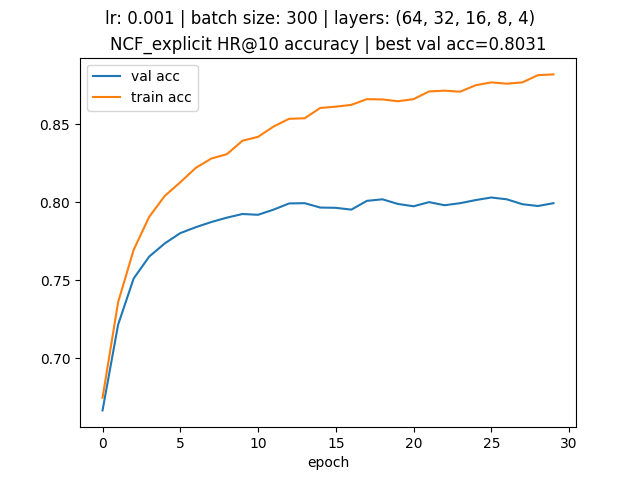 lr: 0.001 | batch size: 300 | layers: (64, 32, 16, 8, 4)
NCF_explicit HR@10 accuracy | best val acc=0.8031
val acc
train acc
0.85
0.80
0.75
0.70
0 5 10 15 20 25 30
epoch